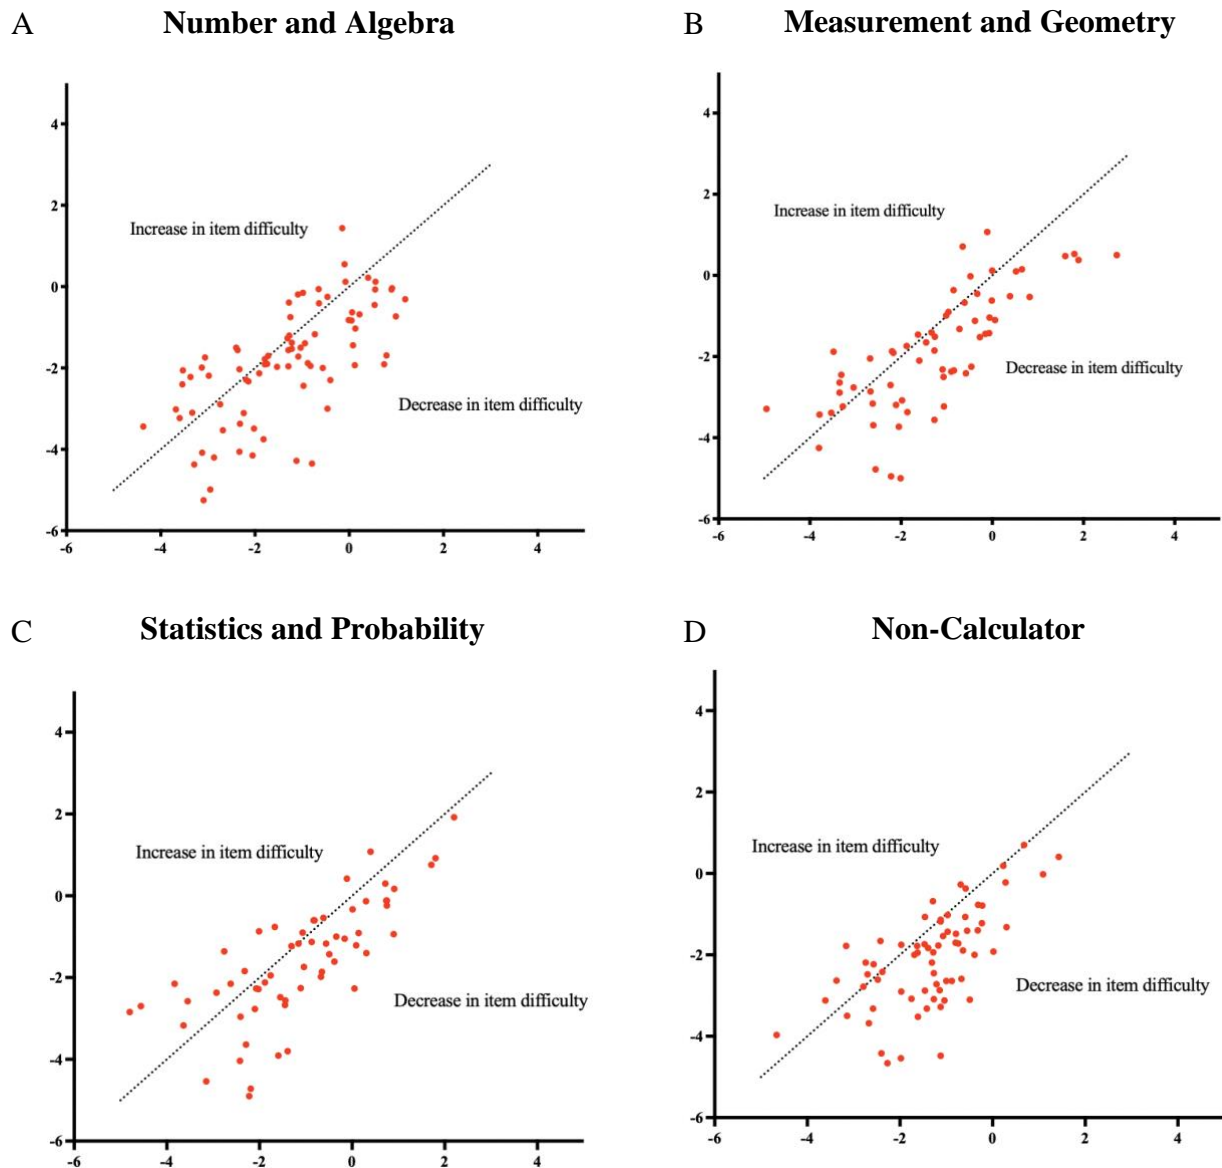 A Number and Algebra
4
2
0
-2
-4
-6
-6 -4 -2 0 2 4
Increase in item difficulty
Decrease in item difficulty
B Measurement and Geometry
4
2
0
-2
-4
-6
-6 -4 -2 0 2 4
Increase in item difficulty
Decrease in item difficulty
C Statistics and Probability
4
2
0
-2
-4
-6
-6 -4 -2 0 2 4
Increase in item difficulty
Decrease in item difficulty
D Non-Calculator
4
2
0
-2
-4
-6
-6 -4 -2 0 2 4
Increase in item difficulty
Decrease in item difficulty